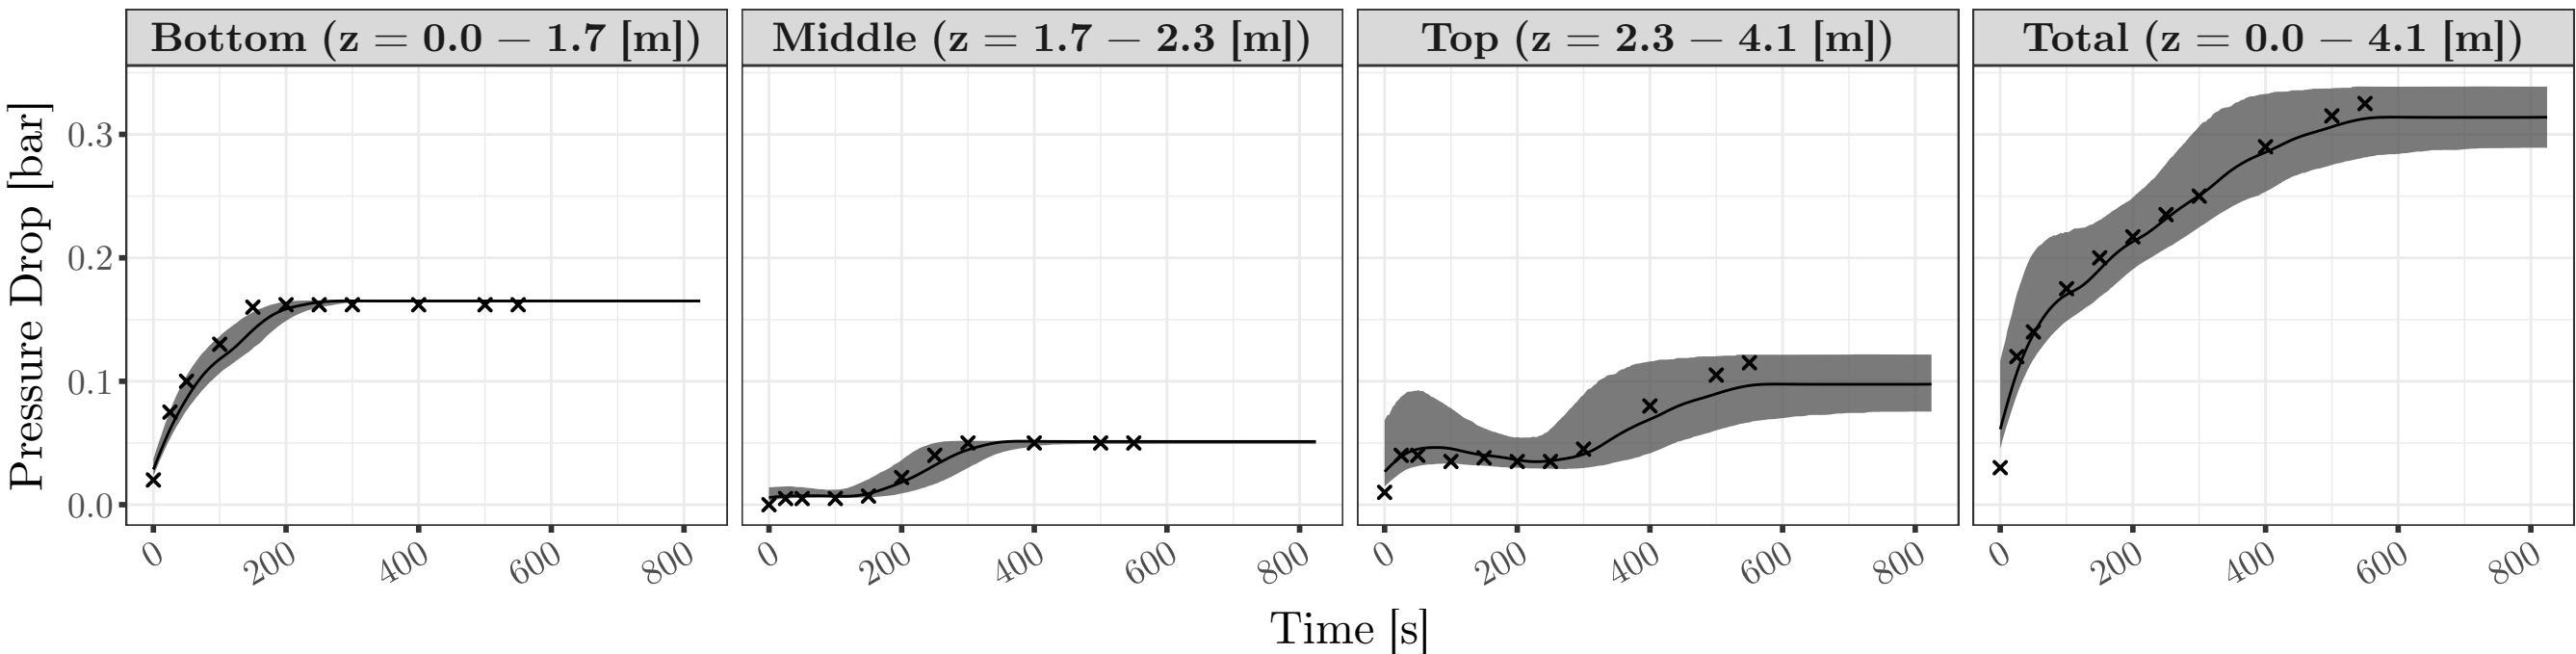 Bottom (z = 0.0 − 1.7 [m])
Middle (z = 1.7 − 2.3 [m])
Top (z = 2.3 − 4.1 [m])
Total (z = 0.0 − 4.1 [m])
Pressure Drop [bar]
0.3
0.2
0.1
0.0
0 200 400 600 800
0 200 400 600 800
0 200 400 600 800
0 200 400 600 800
Time [s]